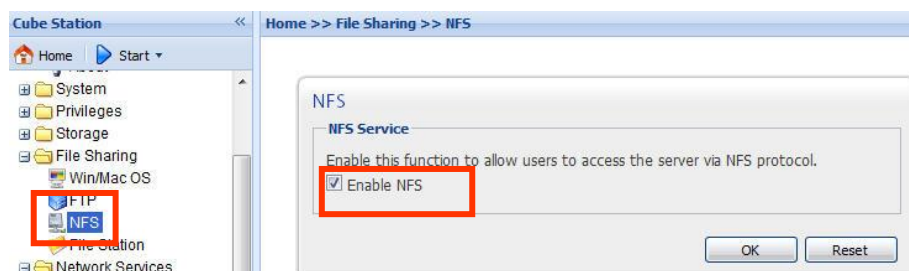 Cube Station «
Home >> File Sharing >> NFS
Home Start
System
Privileges
Storage
File Sharing
Win/Mac OS
FTP
NFS
File Station
Network Services
NFS
NFS Service
Enable this function to allow users to access the server via NFS protocol.
Enable NFS
OK Reset